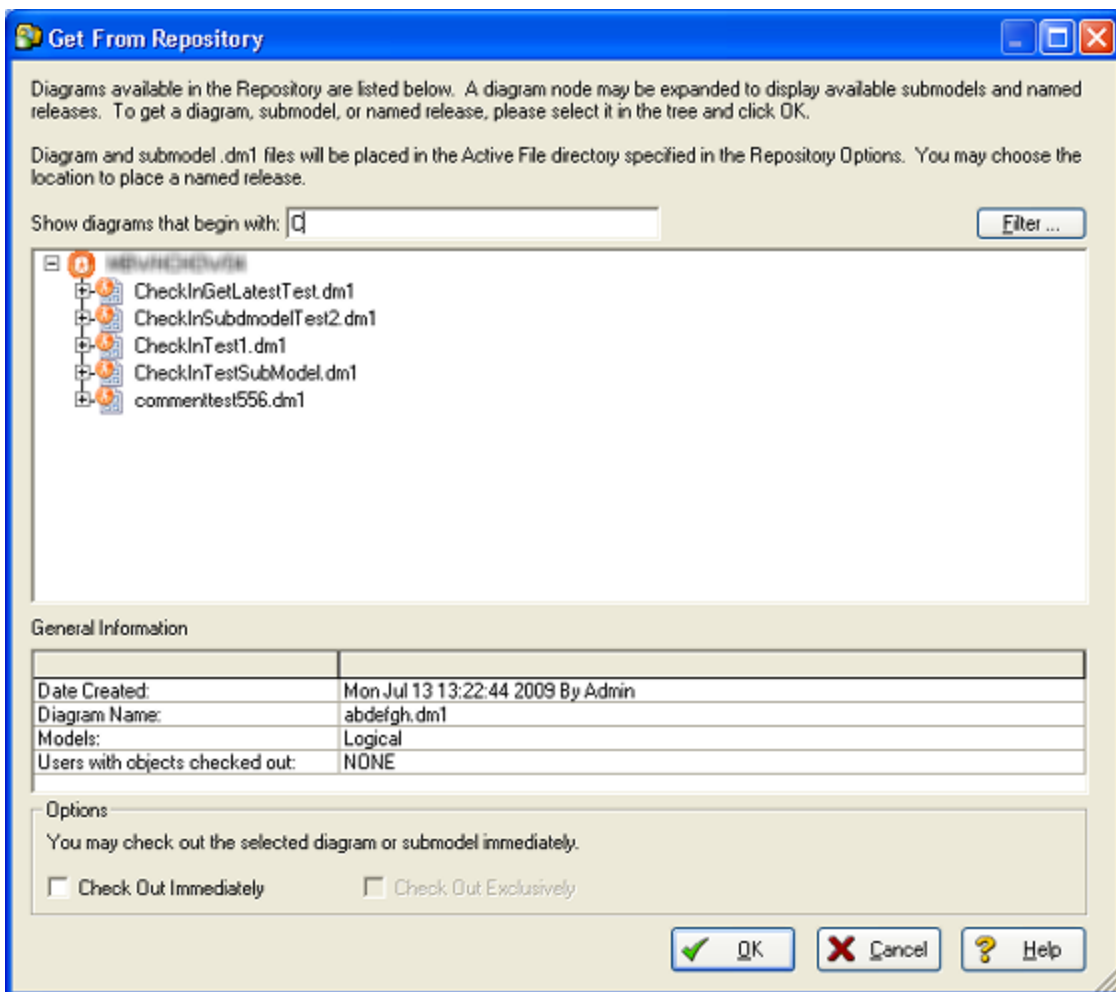 Get From Repository
Diagrams available in the Repository are listed below. A diagram node may be expanded to display available submodels and named
releases. To get a diagram, submodel, or named release, please select it in the tree and click OK.
Diagram and submodel .dm1 files will be placed in the Active File directory specified in the Repository Options. You may choose the
location to place a named release.
Show diagrams that begin with: C Filter ...
CheckInGetLatestTest.dm1
CheckInSubdmodelTest2.dm1
CheckInTest1.dm1
CheckInTestSubModel.dm1
commenttest556.dm1
General Information
Date Created: Mon Jul 13 13:22:44 2009 By Admin
Diagram Name: abdefgh.dm1
Models: Logical
Users with objects checked out: NONE
Options
You may check out the selected diagram or submodel immediately.
Check Out Immediately Check Out Exclusively
OK Cancel Help